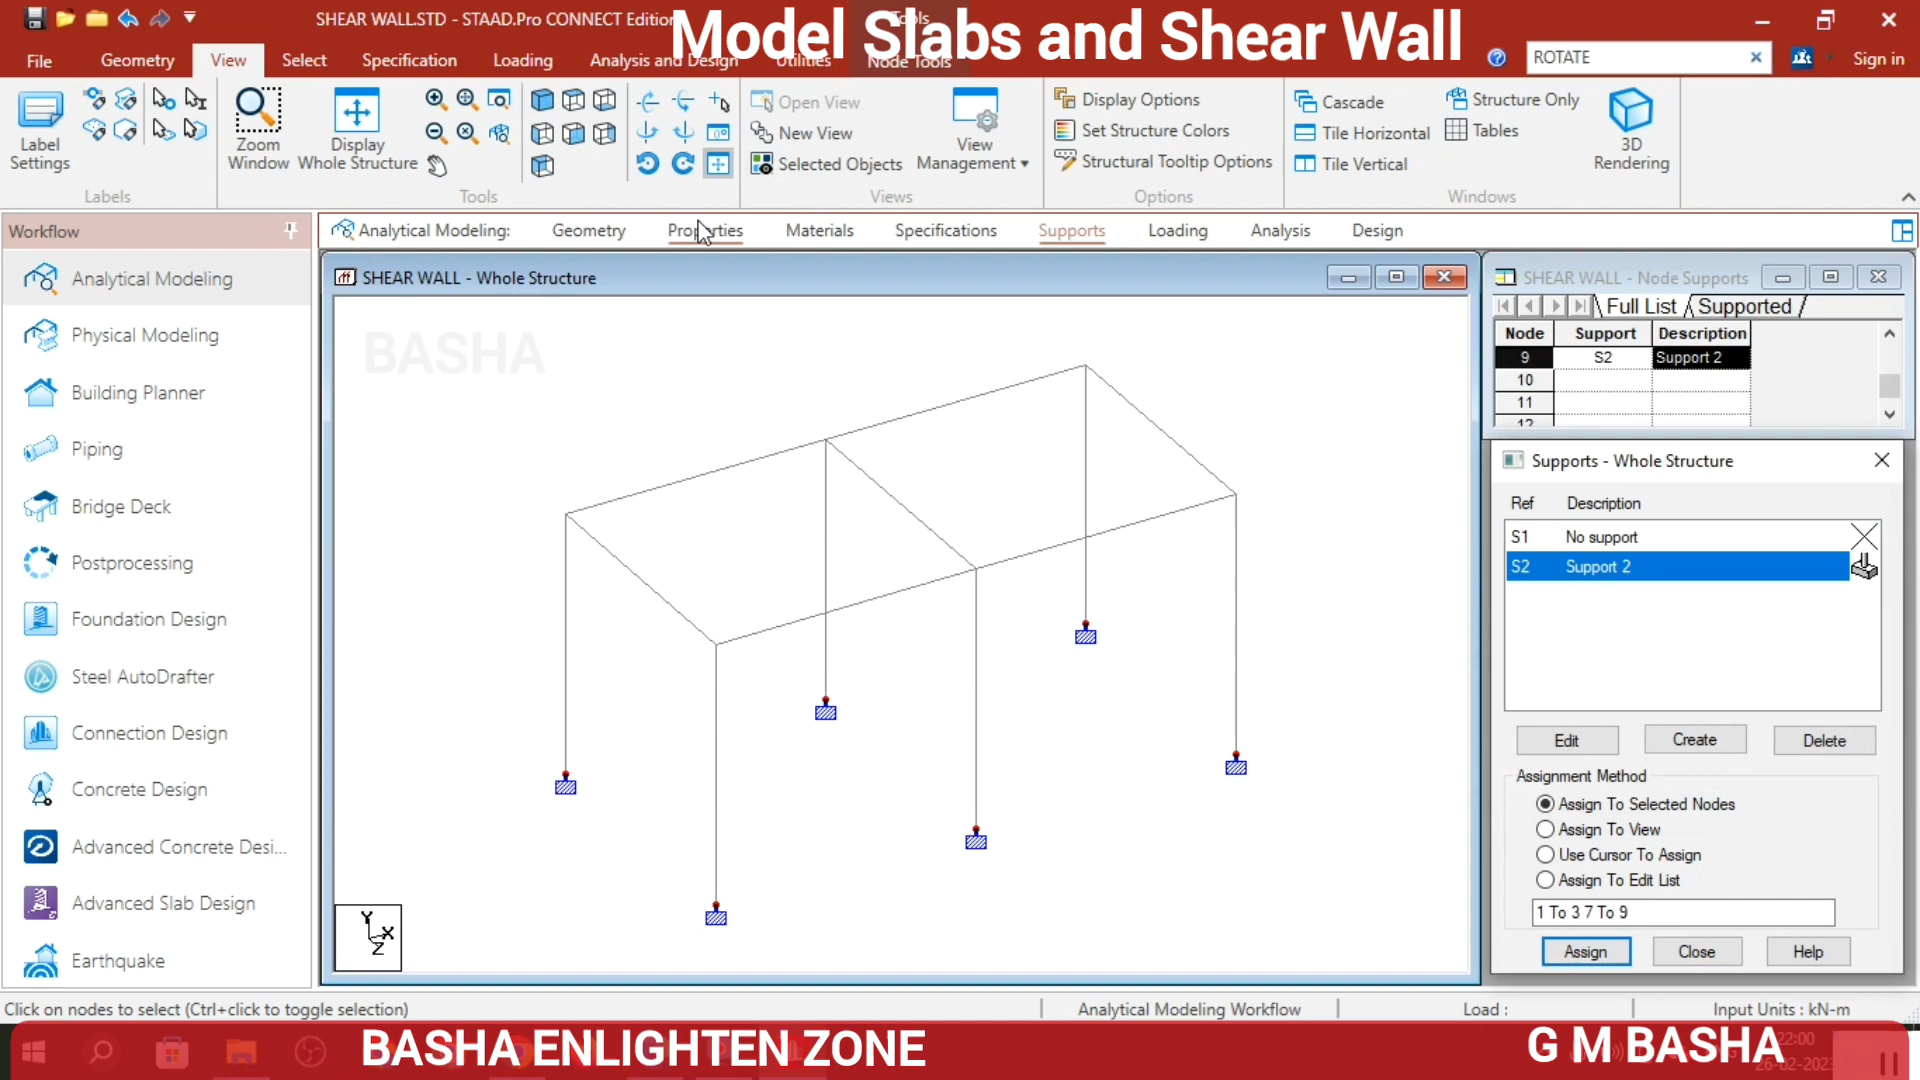 SHEAR WALL.STD - STAAD.Pro CONNECT Edition
Tools
Model Slabs and Shear Wall
File
Geometry
View
Select
Specification
Loading
Analysis and Design
Utilities
Node Tools
ROTATE
Sign in
Label Settings
Zoom Window
Display Whole Structure
Open View
New View
Selected Objects
View Management
Display Options
Set Structure Colors
Structural Tooltip Options
Cascade
Tile Horizontal
Tile Vertical
Structure Only
Tables
3D Rendering
Labels
Tools
Views
Options
Windows
Workflow
Analytical Modeling:
Geometry
Properties
Materials
Specifications
Supports
Loading
Analysis
Design
Analytical Modeling
Physical Modeling
Building Planner
Piping
Bridge Deck
Postprocessing
Foundation Design
Steel AutoDrafter
Connection Design
Concrete Design
Advanced Concrete Desi...
Advanced Slab Design
Earthquake
SHEAR WALL - Whole Structure
BASHA
Y
X
Z
SHEAR WALL - Node Supports
Full List
Supported
Node Support Description
9 S2 Support 2
10
11
12
Supports - Whole Structure
Ref Description
S1 No support
S2 Support 2
Edit
Create
Delete
Assignment Method
Assign To Selected Nodes
Assign To View
Use Cursor To Assign
Assign To Edit List
1 To 3 7 To 9
Assign
Close
Help
Click on nodes to select (Ctrl+click to toggle selection)
Analytical Modeling Workflow
Load :
Input Units : kN-m
BASHA ENLIGHTEN ZONE
G M BASHA
22:00
26-02-2023